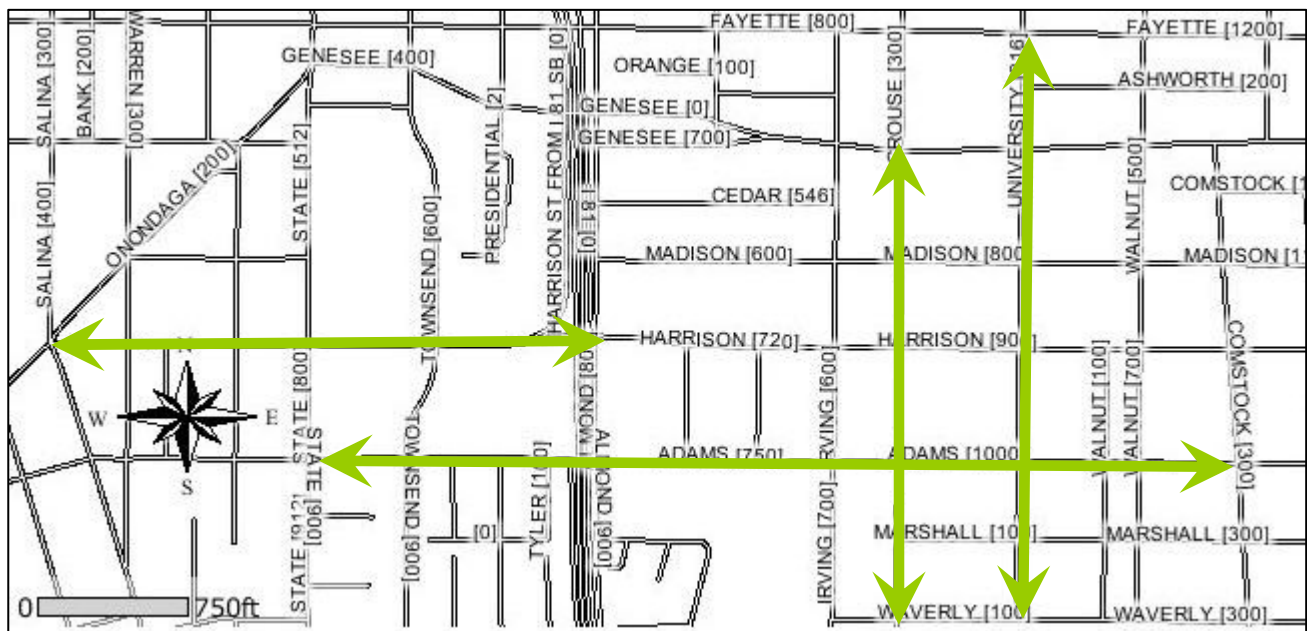 FAYETTE [800]
FAYETTE [1200]
SALINA [300]
BANK [200]
WARREN [300]
GENESEE [400]
ORANGE [100]
CROUSE [300]
ASHWORTH [200]
HARRISON ST FROM I 81 SB [0]
PRESIDENTIAL [2]
GENESEE [0]
GENESEE [700]
STATE [512]
ONONDAGA [200]
TOWNSEND [600]
I 81 [0]
CEDAR [546]
UNIVERSITY
WALNUT [500]
COMSTOCK
SALINA [400]
MADISON [600]
MADISON [800]
MADISON
HARRISON [720]
HARRISON [900]
STATE [800]
IRVING [600]
WALNUT [100]
WALNUT [700]
COMSTOCK [300]
N
W
E
S
STATE [900]
TOWNSEND [900]
TYLER
ALMOND [900]
ADAMS [750]
ADAMS [1000]
STATE [912]
[0]
IRVING [700]
MARSHALL
MARSHALL [300]
0
750ft
WAVERLY
WAVERLY [300]